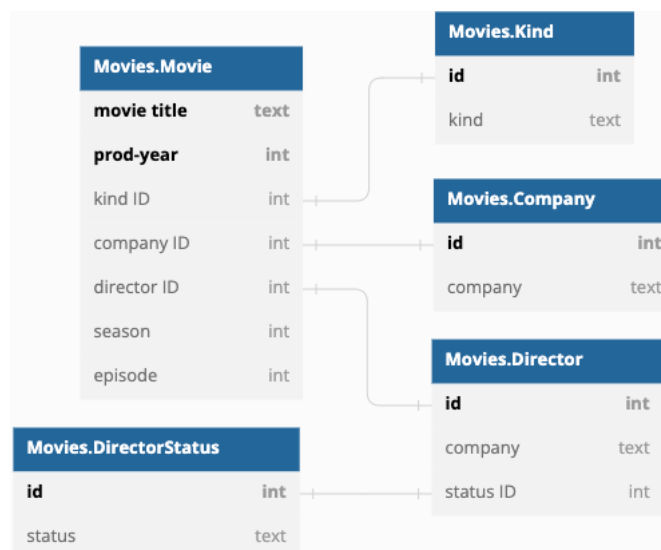 Movies.Movie
movie title text
prod-year int
kind ID int
company ID int
director ID int
season int
episode int
Movies.Kind
id int
kind text
Movies.Company
id int
company text
Movies.Director
id int
company text
status ID int
Movies.DirectorStatus
id int
status text